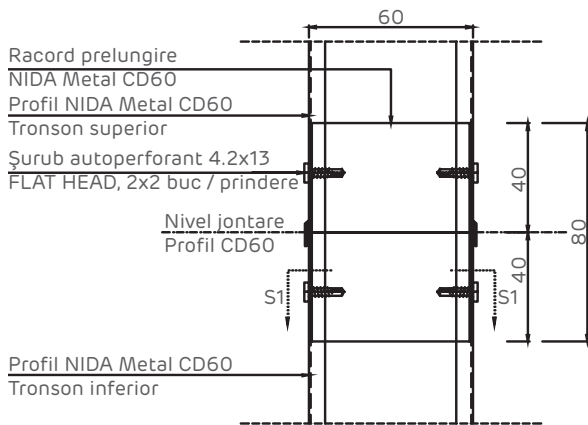 60
Racord prelungire
NIDA Metal CD60
Profil NIDA Metal CD60
Tronson superior
Şurub autoperforant 4.2x13
FLAT HEAD, 2x2 buc / prindere
40
80
Nivel jontare
Profil CD60
40
S1
S1
Profil NIDA Metal CD60
Tronson inferior